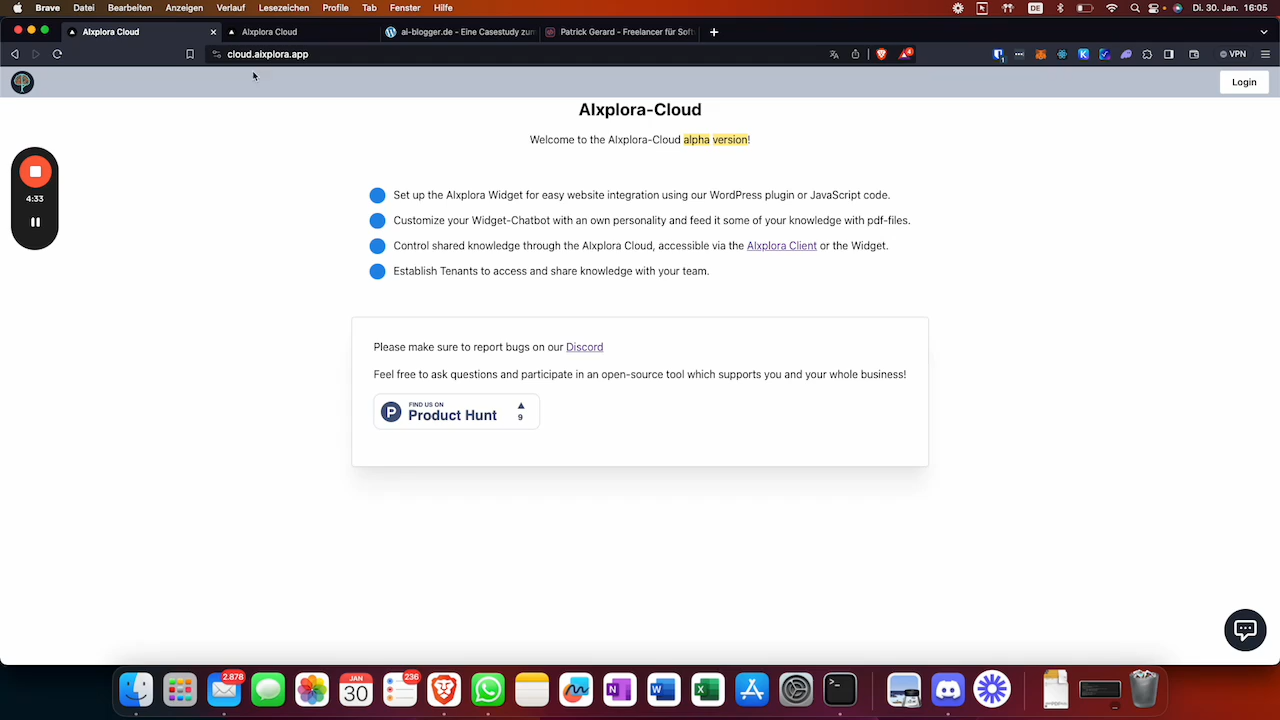 Brave Datei Bearbeiten Anzeigen Verlauf Lesezeichen Profile Tab Fenster Hilfe DE Di. 30. Jan. 16:05
AIxplora Cloud AIxplora Cloud ai-blogger.de - Eine Casestudy zum Patrick Gerard - Freelancer für Soft
cloud.aixplora.app 4 VPN
Login
AIxplora-Cloud
Welcome to the AIxplora-Cloud alpha version!
4:33
Set up the AIxplora Widget for easy website integration using our WordPress plugin or JavaScript code.
Customize your Widget-Chatbot with an own personality and feed it some of your knowledge with pdf-files.
Control shared knowledge through the AIxplora Cloud, accessible via the AIxplora Client or the Widget.
Establish Tenants to access and share knowledge with your team.
Please make sure to report bugs on our Discord
Feel free to ask questions and participate in an open-source tool which supports you and your whole business!
FIND US ON
Product Hunt
9
2.878 JAN 30 236